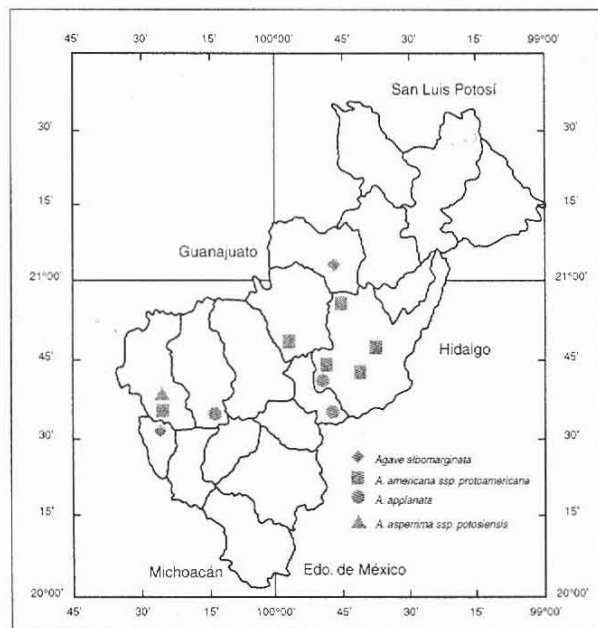 45' 30' 15' 100°00' 45' 30' 15' 99°00'
San Luis Potosí
30' 30'
15' 15'
Guanajuato
21°00' 21°00'
Hidalgo
45' 45'
30' 30'
Agave albomarginata
A. americana ssp. protoamericana
A. applanata
A. asperrima ssp. potosiensis
15' 15'
Michoacán Edo. de México
20°00' 20°00'
45' 30' 15' 100°00' 45' 30' 15' 99°00'